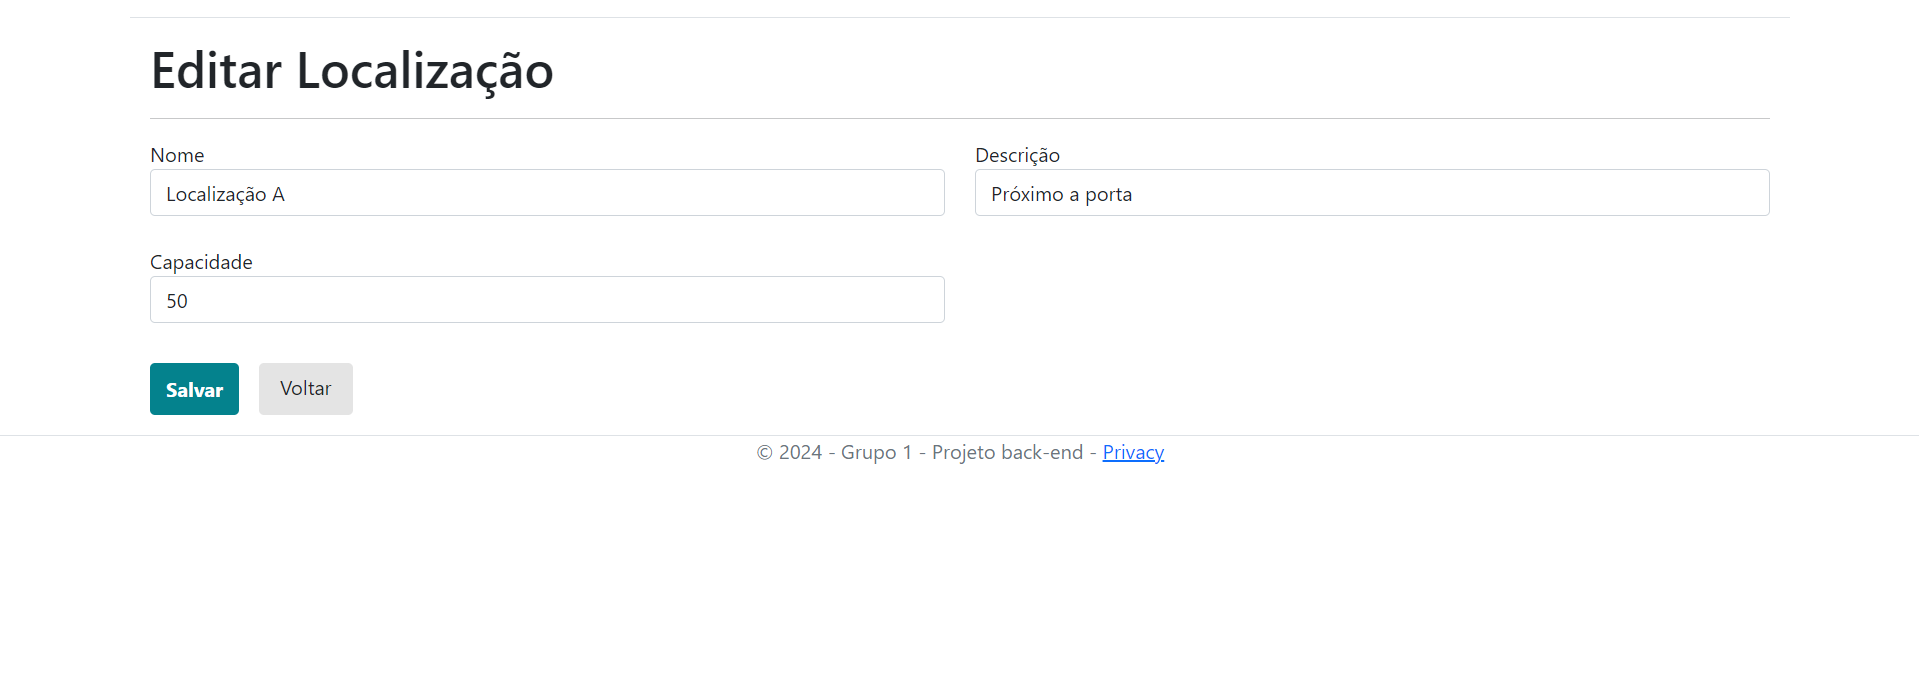 Editar Localização
Nome
Descrição
Localização A
Próximo a porta
Capacidade
50
Salvar
Voltar
© 2024 - Grupo 1 - Projeto back-end - Privacy